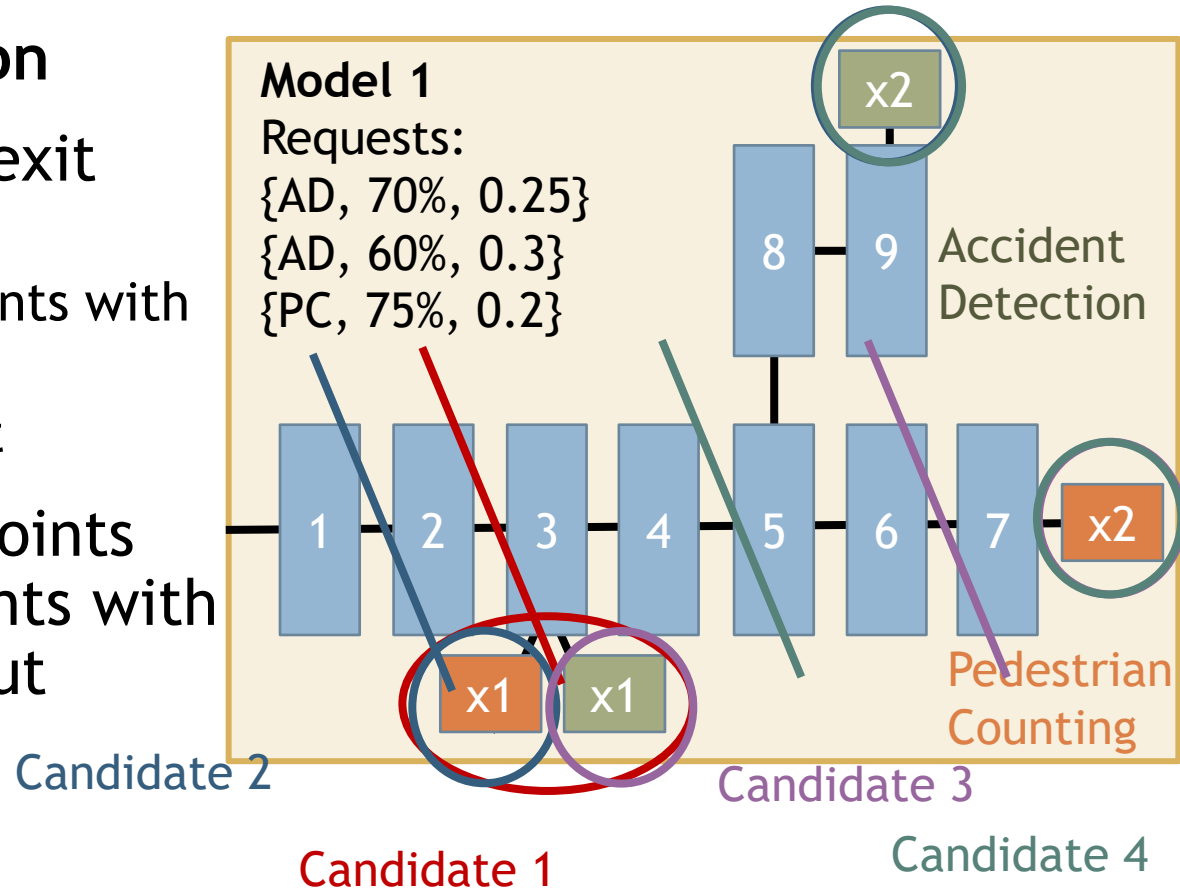 on
exit
nts with
oints
nts with
ut
Model 1
Requests:
{AD, 70%, 0.25}
{AD, 60%, 0.3}
{PC, 75%, 0.2}
x2
8
9
Accident
Detection
1
2
3
4
5
6
7
x2
x1
x1
Pedestrian
Counting
Candidate 2
Candidate 3
Candidate 1
Candidate 4